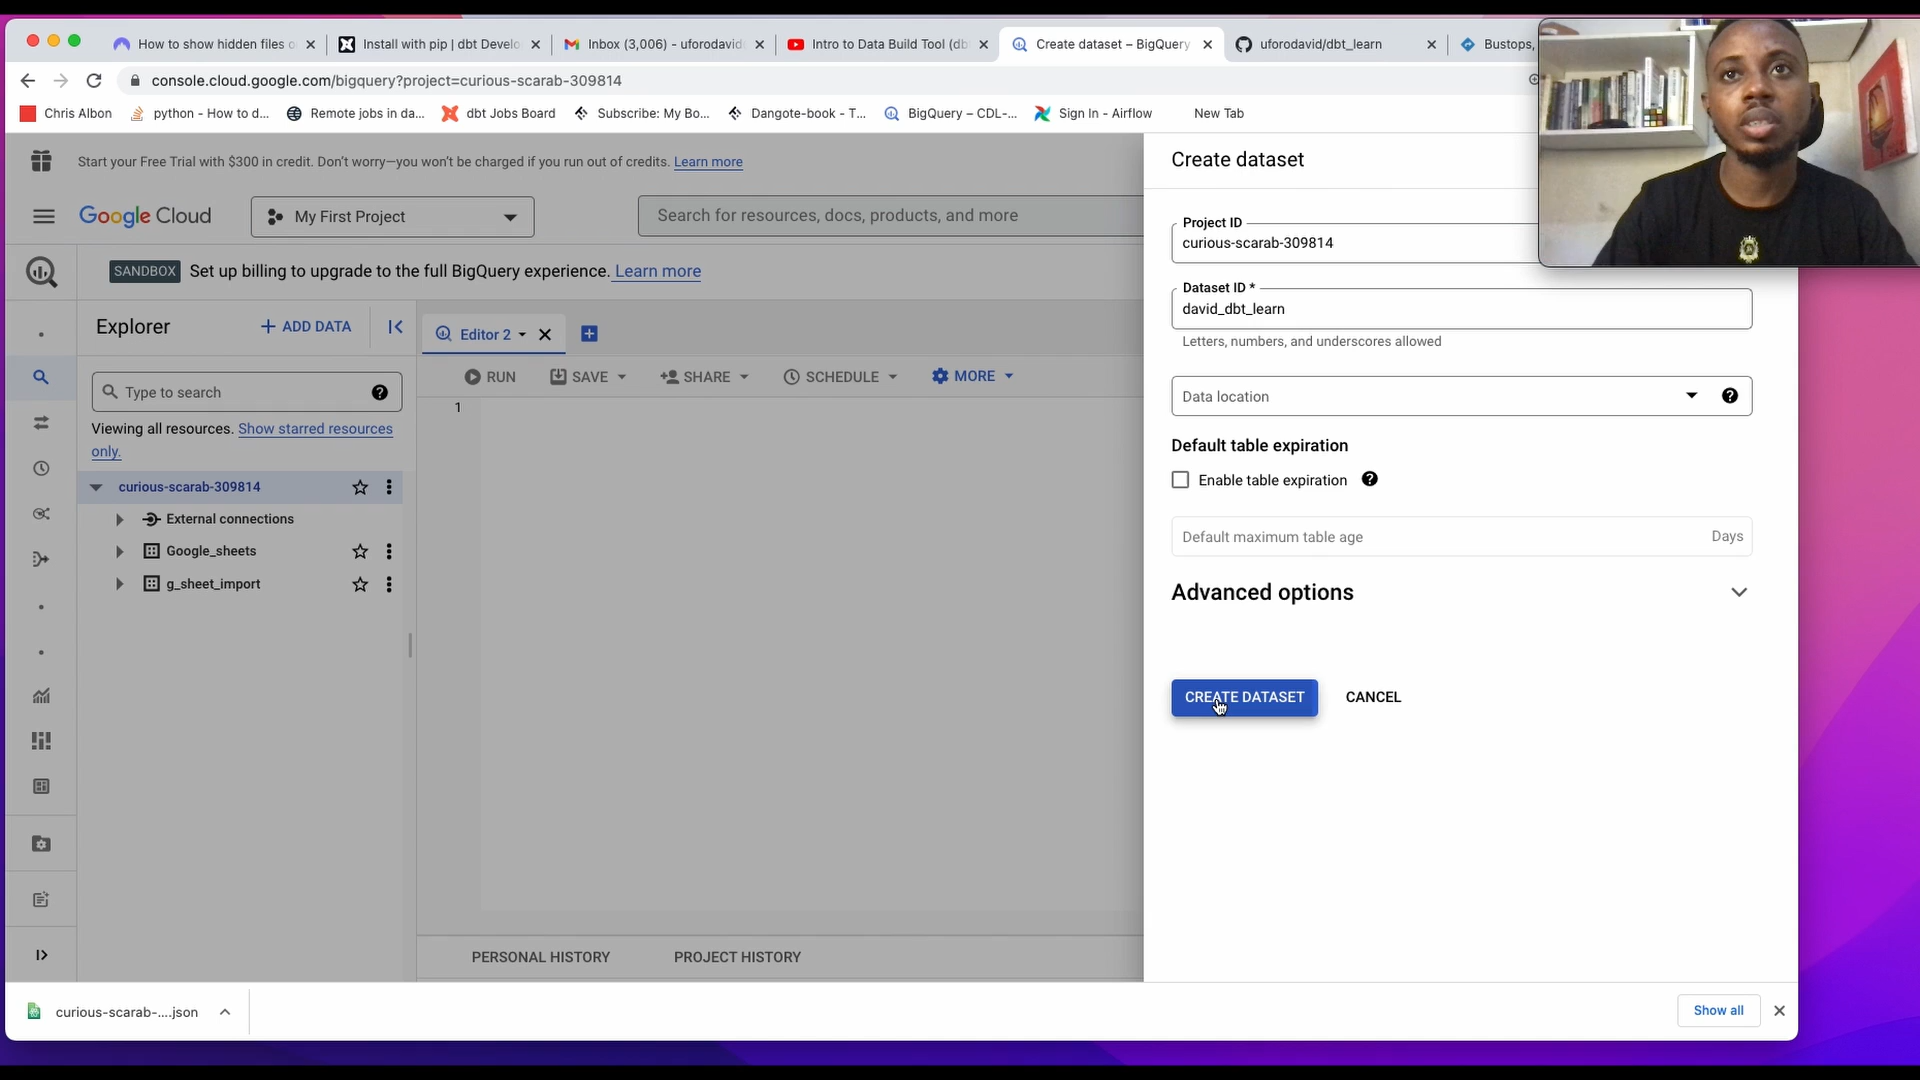 How to show hidden files o
Install with pip | dbt Develo
Inbox (3,006) - uforodavid
Intro to Data Build Tool (db
Create dataset – BigQuery
uforodavid/dbt_learn
Bustops,
console.cloud.google.com/bigquery?project=curious-scarab-309814
Chris Albon
python - How to d...
Remote jobs in da...
dbt Jobs Board
Subscribe: My Bo...
Dangote-book - T...
BigQuery – CDL-...
Sign In - Airflow
New Tab
Start your Free Trial with $300 in credit. Don't worry—you won't be charged if you run out of credits. Learn more
Google Cloud
My First Project
Search for resources, docs, products, and more
SANDBOX Set up billing to upgrade to the full BigQuery experience. Learn more
Explorer
+ ADD DATA
Type to search
Viewing all resources. Show starred resources
only.
curious-scarab-309814
External connections
Google_sheets
g_sheet_import
Editor 2
RUN
SAVE
SHARE
SCHEDULE
MORE
1
PERSONAL HISTORY
PROJECT HISTORY
Create dataset
Project ID
curious-scarab-309814
Dataset ID *
david_dbt_learn
Letters, numbers, and underscores allowed
Data location
Default table expiration
Enable table expiration
Default maximum table age
Days
Advanced options
CREATE DATASET
CANCEL
curious-scarab-....json
Show all